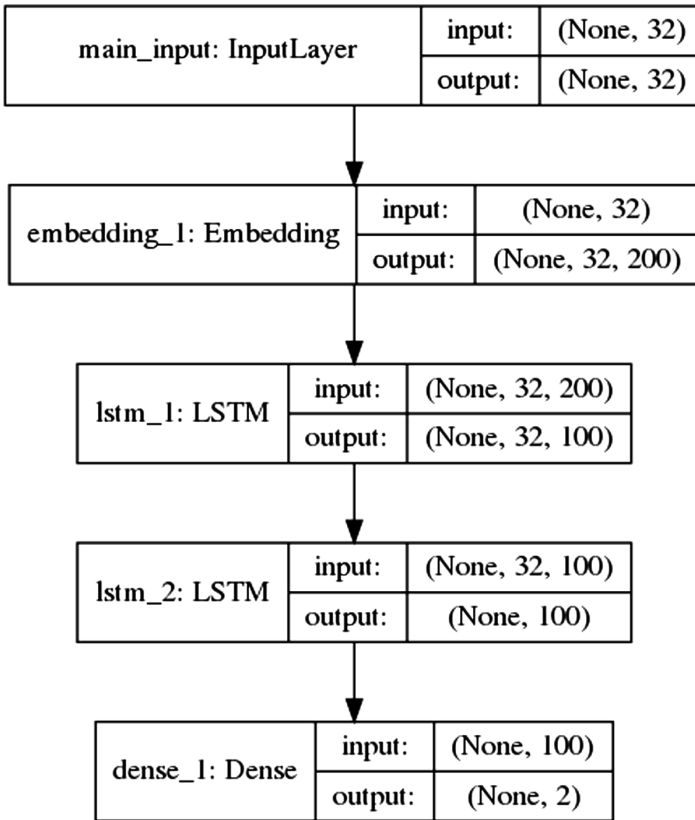 main_input: InputLayer
input: (None, 32)
output: (None, 32)
embedding_1: Embedding
input: (None, 32)
output: (None, 32, 200)
lstm_1: LSTM
input: (None, 32, 200)
output: (None, 32, 100)
lstm_2: LSTM
input: (None, 32, 100)
output: (None, 100)
dense_1: Dense
input: (None, 100)
output: (None, 2)